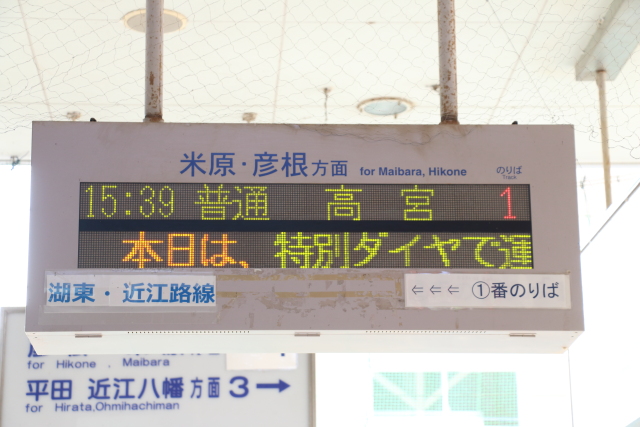 米原・彦根方面 for Maibara, Hikone のりば
Track
15:39 普通 高宮 1
本日は、特別ダイヤで運
湖東・近江路線 ⇐⇐⇐ ①番のりば
for Hikone . Maibara
平田 近江八幡方面 3→
for Hirata,Ohmihachiman